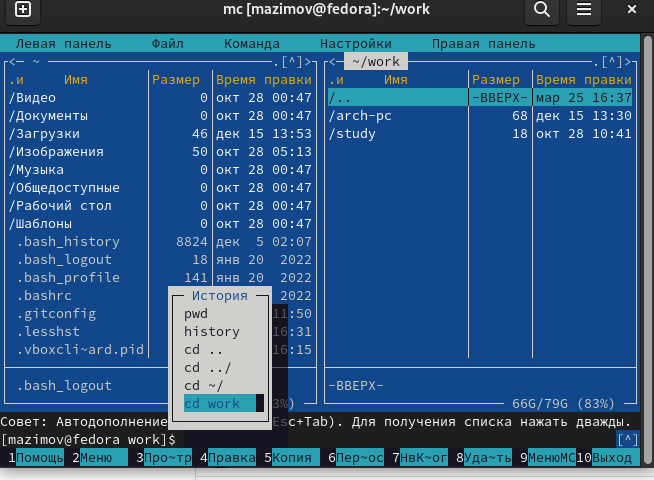 mc [mazimov@fedora]:~/work
Левая панель Файл Команда Настройки Правая панель
<— ~ .[^]> <— ~/work .[^]>
.и Имя Размер Время правки .и Имя Размер Время правки
/Видео 0 окт 28 00:47 /.. -ВВЕРХ- мар 25 16:37
/Документы 0 окт 28 00:47 /arch-pc 68 дек 15 13:30
/Загрузки 46 дек 15 13:53 /study 18 окт 28 10:41
/Изображения 50 окт 28 05:13
/Музыка 0 окт 28 00:47
/Общедоступные 0 окт 28 00:47
/Рабочий стол 0 окт 28 00:47
/Шаблоны 0 окт 28 00:47
.bash_history 8824 дек 5 02:07
.bash_logout 18 янв 20 2022
.bash_profile 141 янв 20 2022
.bashrc 2022
.gitconfig 11:50
.lesshst 16:31
.vboxcli~ard.pid 16:15
История
pwd
history
cd ..
cd ../
cd ~/
cd work
.bash_logout -ВВЕРХ-
3%) 66G/79G (83%)
Совет: Автодополнение Esc+Tab). Для получения списка нажать дважды.
[mazimov@fedora work]$ [^]
1Помощь 2Меню 3Про~тр 4Правка 5Копия 6Пер~ос 7НвК~ог 8Уда~ть 9МенюMC 10Выход